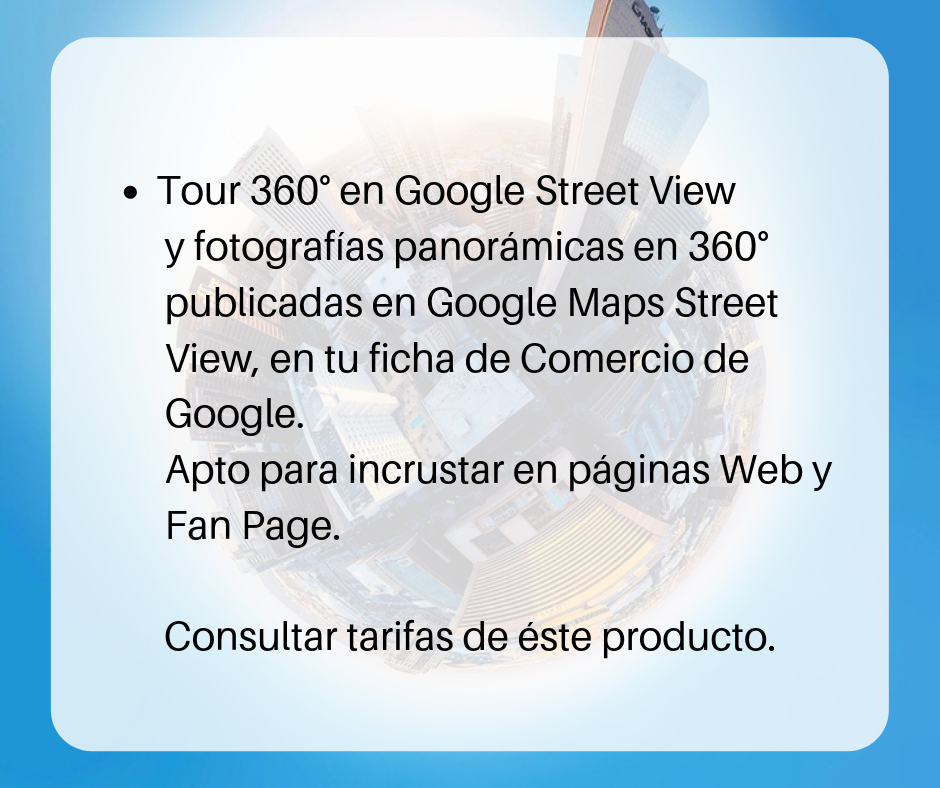 • Tour 360° en Google Street View
y fotografías panorámicas en 360°
publicadas en Google Maps Street
View, en tu ficha de Comercio de
Google.
Apto para incrustar en páginas Web y
Fan Page.
Consultar tarifas de éste producto.